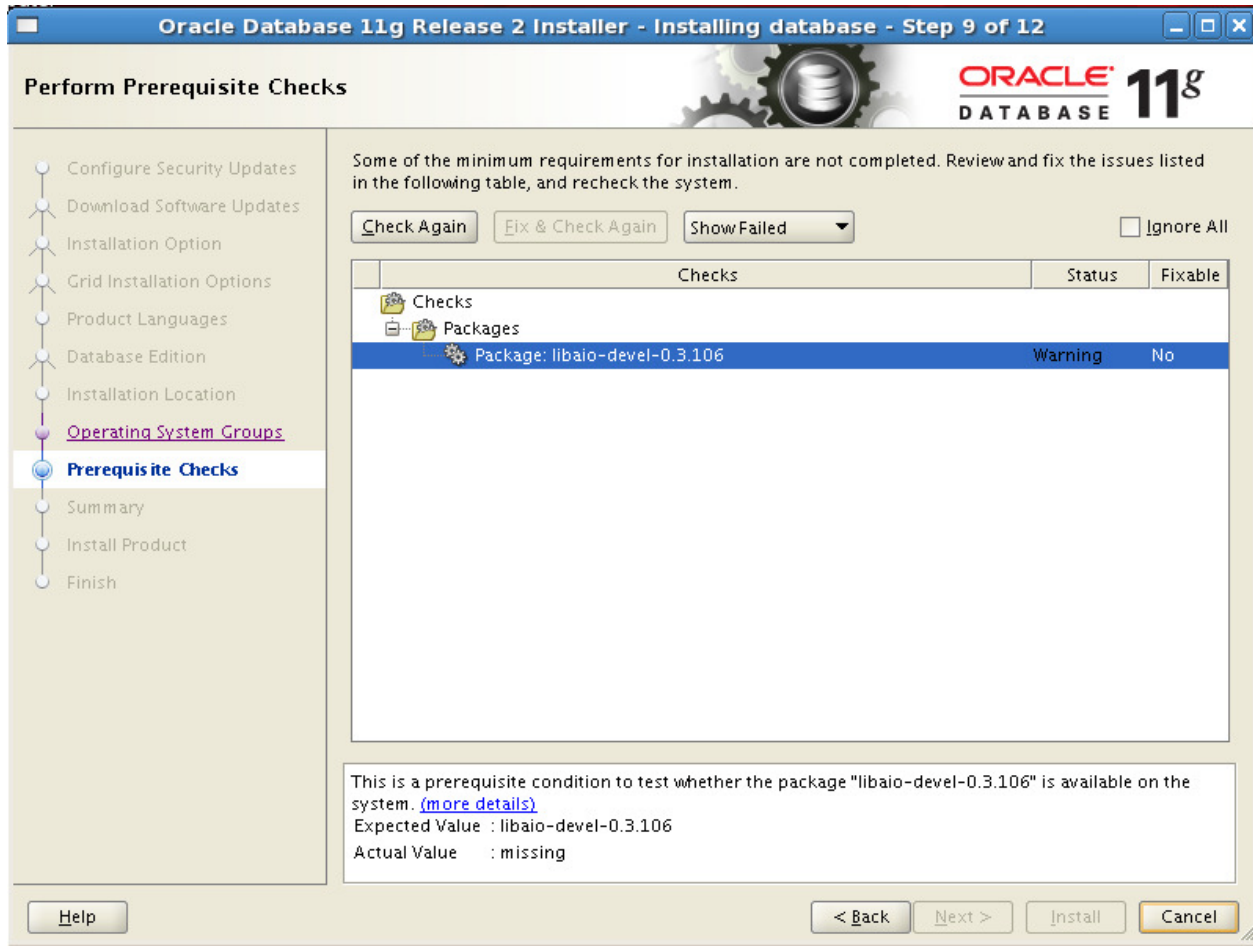 Oracle Database 11g Release 2 Installer - Installing database - Step 9 of 12
Perform Prerequisite Checks
ORACLE
DATABASE
11g
Configure Security Updates
Download Software Updates
Installation Option
Grid Installation Options
Product Languages
Database Edition
Installation Location
Operating System Groups
Prerequisite Checks
Summary
Install Product
Finish
Some of the minimum requirements for installation are not completed. Review and fix the issues listed
in the following table, and recheck the system.
Check Again
Fix & Check Again
Show Failed
Ignore All
Checks Status Fixable
Checks
Packages
Package: libaio-devel-0.3.106 Warning No
This is a prerequisite condition to test whether the package "libaio-devel-0.3.106" is available on the
system. (more details)
Expected Value : libaio-devel-0.3.106
Actual Value : missing
Help
< Back
Next >
Install
Cancel